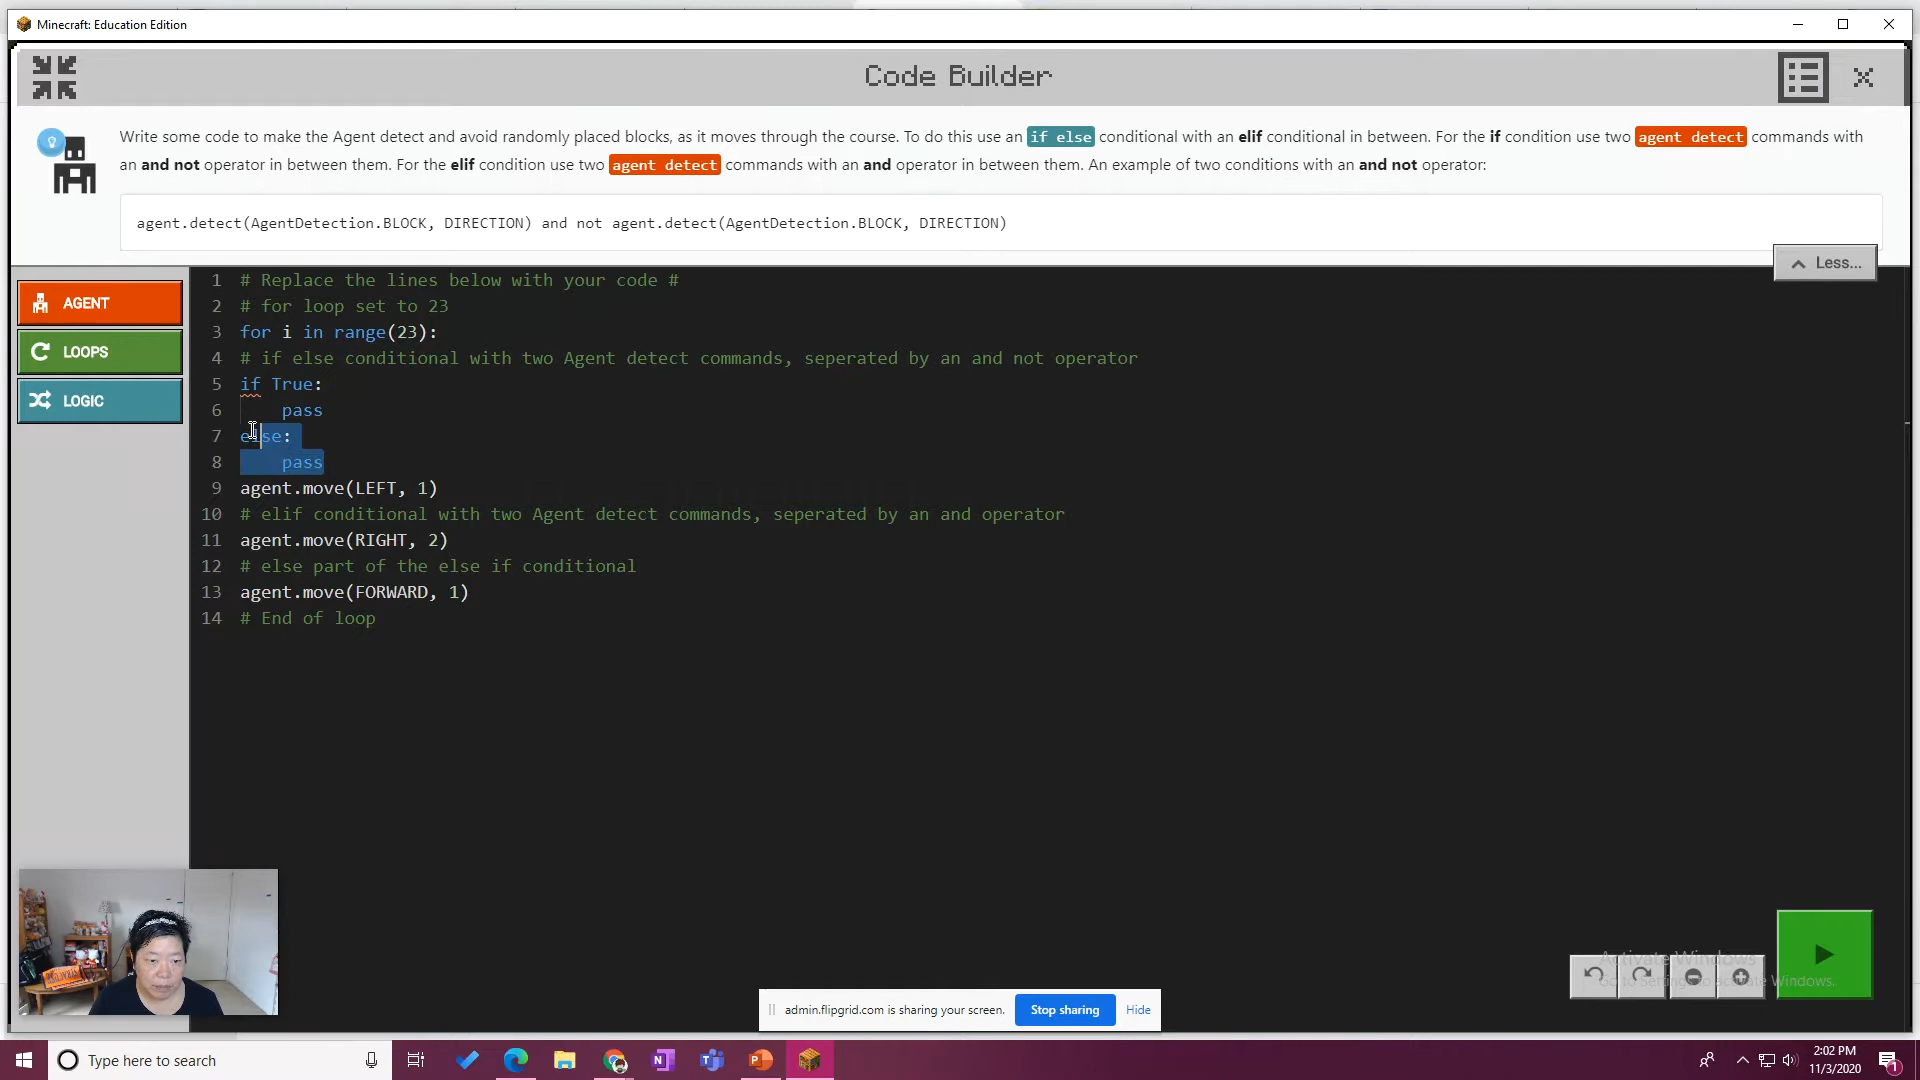 Minecraft: Education Edition
Code Builder
Write some code to make the Agent detect and avoid randomly placed blocks, as it moves through the course. To do this use an if else conditional with an elif conditional in between. For the if condition use two agent detect commands with
an and not operator in between them. For the elif condition use two agent detect commands with an and operator in between them. An example of two conditions with an and not operator:
agent.detect(AgentDetection.BLOCK, DIRECTION) and not agent.detect(AgentDetection.BLOCK, DIRECTION)
Less...
AGENT
LOOPS
LOGIC
1 # Replace the lines below with your code #
2 # for loop set to 23
3 for i in range(23):
4 # if else conditional with two Agent detect commands, seperated by an and not operator
5 if True:
6     pass
7 else:
8     pass
9 agent.move(LEFT, 1)
10 # elif conditional with two Agent detect commands, seperated by an and operator
11 agent.move(RIGHT, 2)
12 # else part of the else if conditional
13 agent.move(FORWARD, 1)
14 # End of loop
Activate Windows
Go to Settings to activate Windows.
admin.flipgrid.com is sharing your screen.
Stop sharing
Hide
Type here to search
2:02 PM
11/3/2020
1